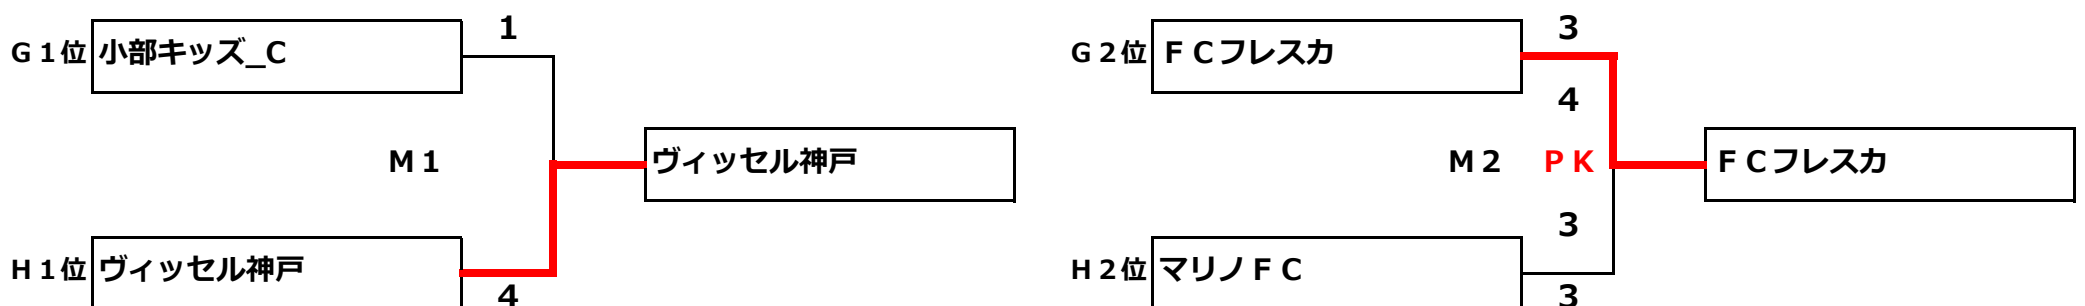 1
G1位 小部キッズ_C
M1
ヴィッセル神戸
H1位 ヴィッセル神戸
4
3
G2位 FCフレスカ
4
M2 PK
FCフレスカ
3
H2位 マリノFC
3